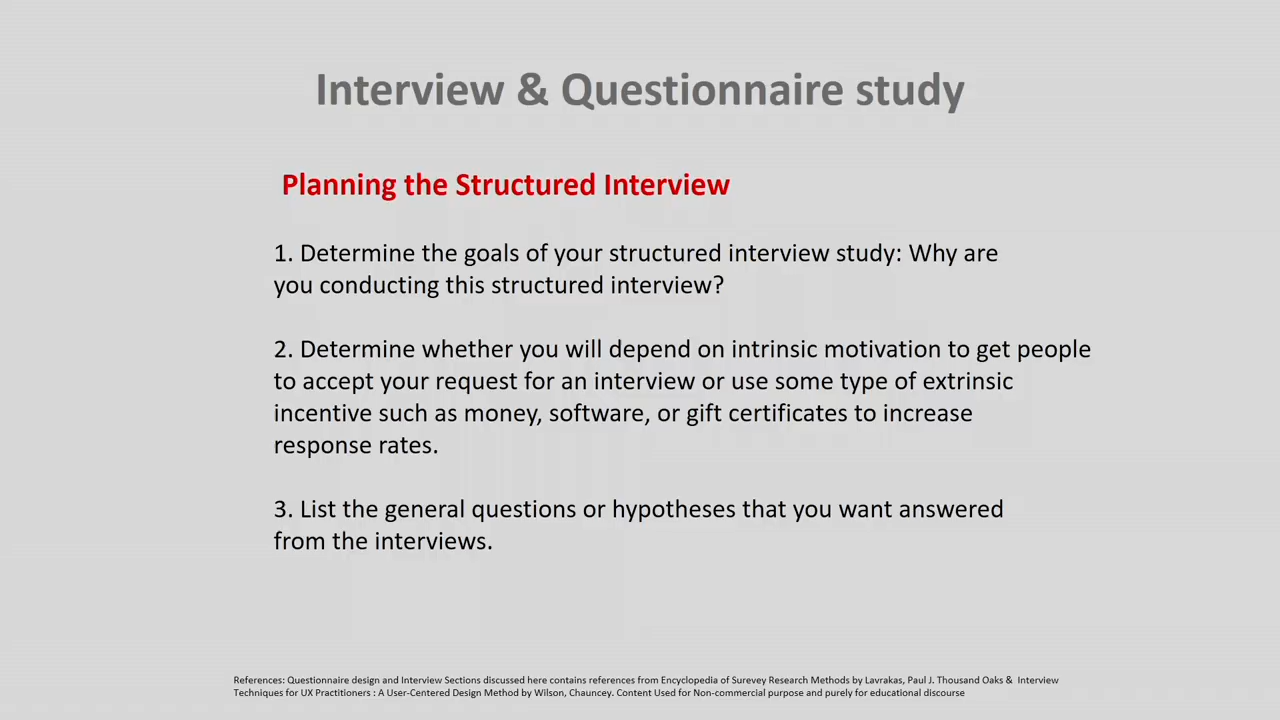 Interview & Questionnaire study
Planning the Structured Interview
1. Determine the goals of your structured interview study: Why are
you conducting this structured interview?
2. Determine whether you will depend on intrinsic motivation to get people
to accept your request for an interview or use some type of extrinsic
incentive such as money, software, or gift certificates to increase
response rates.
3. List the general questions or hypotheses that you want answered
from the interviews.
References: Questionnaire design and Interview Sections discussed here contains references from Encyclopedia of Surevey Research Methods by Lavrakas, Paul J. Thousand Oaks & Interview
Techniques for UX Practitioners : A User-Centered Design Method by Wilson, Chauncey. Content Used for Non-commercial purpose and purely for educational discourse